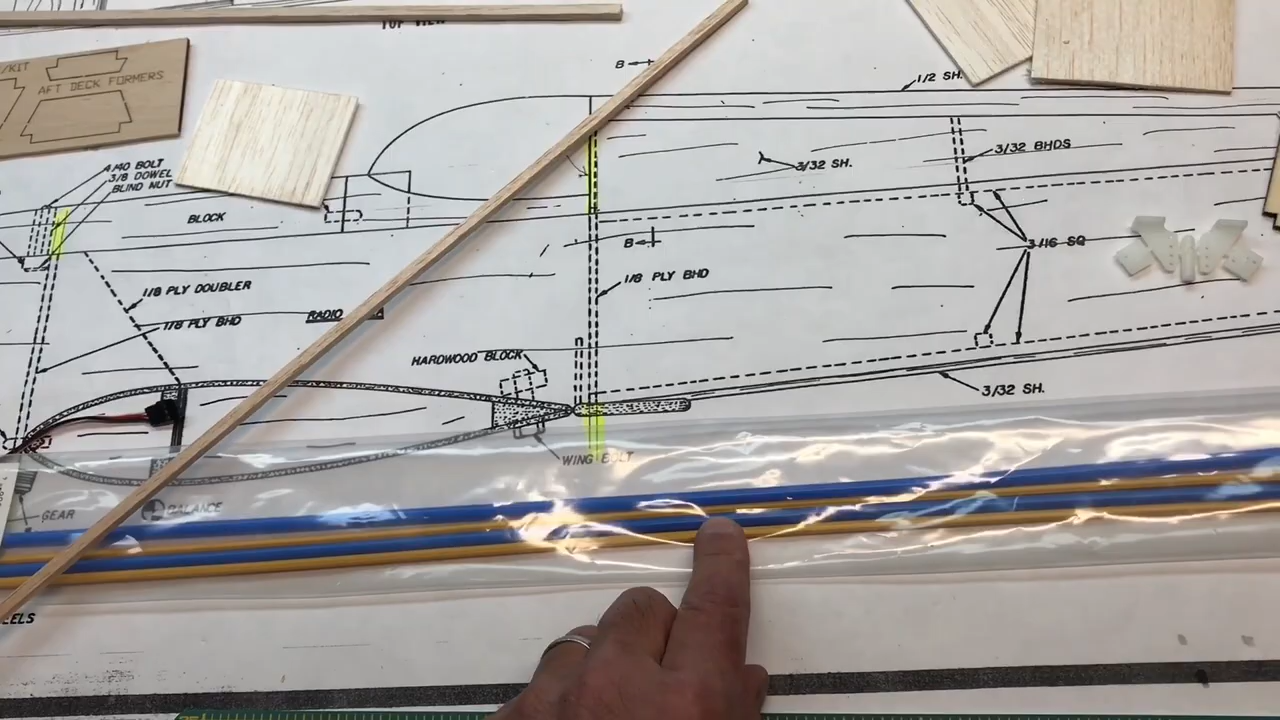 TOP VIEW
/KIT
AFT DECK FORMERS
B
1/2 SH.
4/40 BOLT
3/8 DOWEL
BLIND NUT
3/32 SH.
3/32 BHDS
BLOCK
B
3/16 SQ
1/8 PLY DOUBLER
1/8 PLY BHD
1/8 PLY BHD
RADIO
HARDWOOD BLOCK
3/32 SH.
WING BOLT
GEAR
BALANCE
EELS